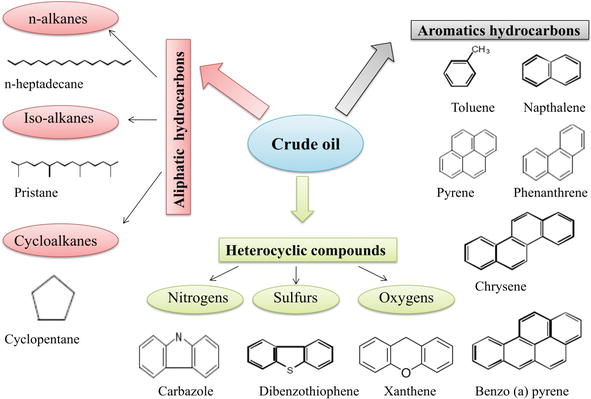 n-alkanes
n-heptadecane
Iso-alkanes
Pristane
Cycloalkanes
Cyclopentane
Aliphatic hydrocarbons
Crude oil
Aromatics hydrocarbons
CH3
Toluene
Napthalene
Pyrene
Phenanthrene
Chrysene
Benzo (a) pyrene
Heterocyclic compounds
Nitrogens
Sulfurs
Oxygens
N
Carbazole
S
Dibenzothiophene
O
Xanthene